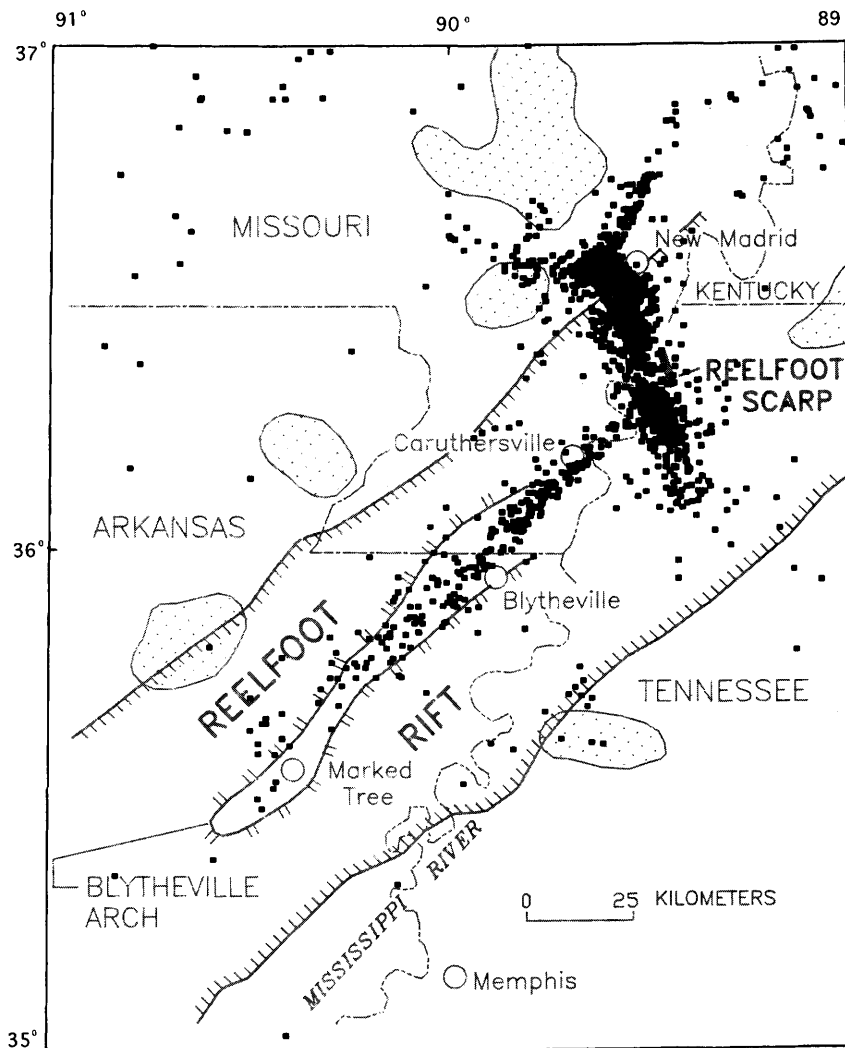 91°
90°
89
37°
MISSOURI
New Madrid
KENTUCKY
REELFOOT
SCARP
Caruthersville
ARKANSAS
36°
Blytheville
REELFOOT
RIFT
TENNESSEE
Marked
Tree
BLYTHEVILLE
ARCH
MISSISSIPPI RIVER
0 25 KILOMETERS
Memphis
35°